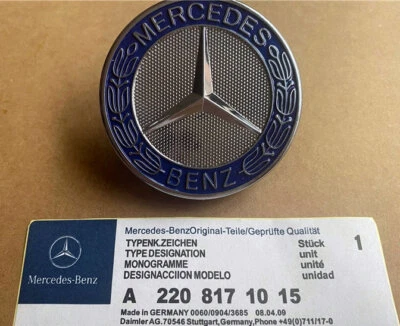 MERCEDES
BENZ
Mercedes-BenzOriginal-Teile/Geprüfte Qualität
TYPENK.ZEICHEN Stück 1
TYPE DESIGNATION unit
MONOGRAMME unité
DESIGNACCIION MODELO unidad
Mercedes-Benz
A 220 817 10 15
Made in GERMANY 0060/0904/3685 08.04.09
Daimler AG.70546 Stuttgart,Germany,Phone +49(0)711/17-0